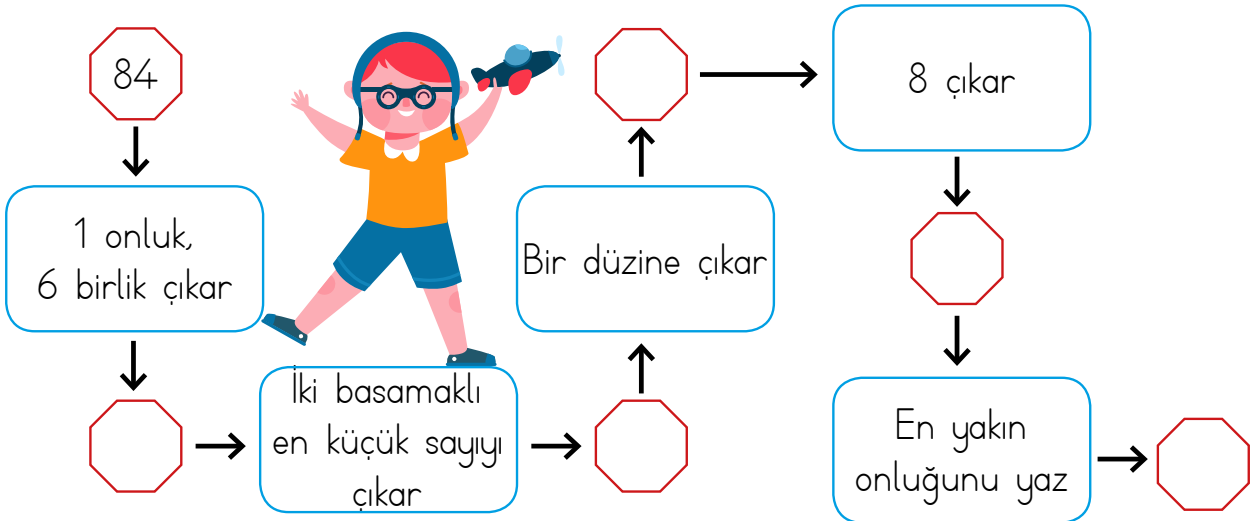 84
1 onluk,
6 birlik çıkar
İki basamaklı
en küçük sayıyı
çıkar
Bir düzine çıkar
8 çıkar
En yakın
onluğunu yaz